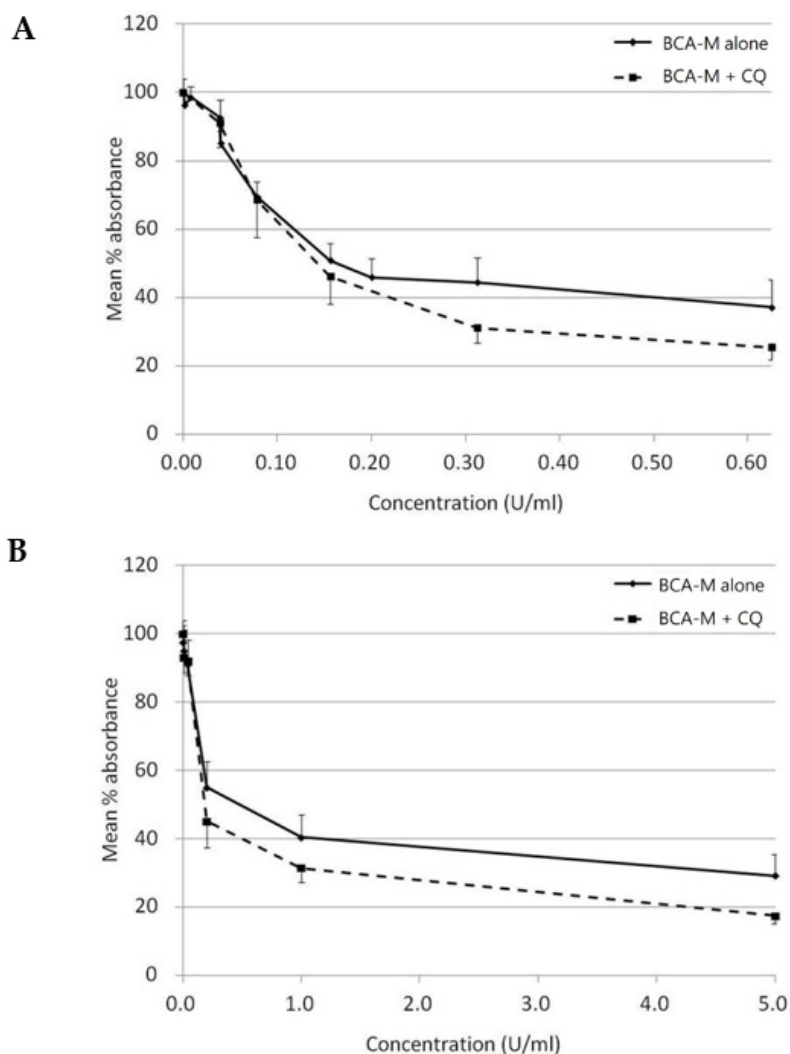 A
120
100
80
60
40
20
0
Mean % absorbance
BCA-M alone
BCA-M + CQ
0.00 0.10 0.20 0.30 0.40 0.50 0.60
Concentration (U/ml)
B
120
100
80
60
40
20
0
Mean % absorbance
BCA-M alone
BCA-M + CQ
0.0 1.0 2.0 3.0 4.0 5.0
Concentration (U/ml)